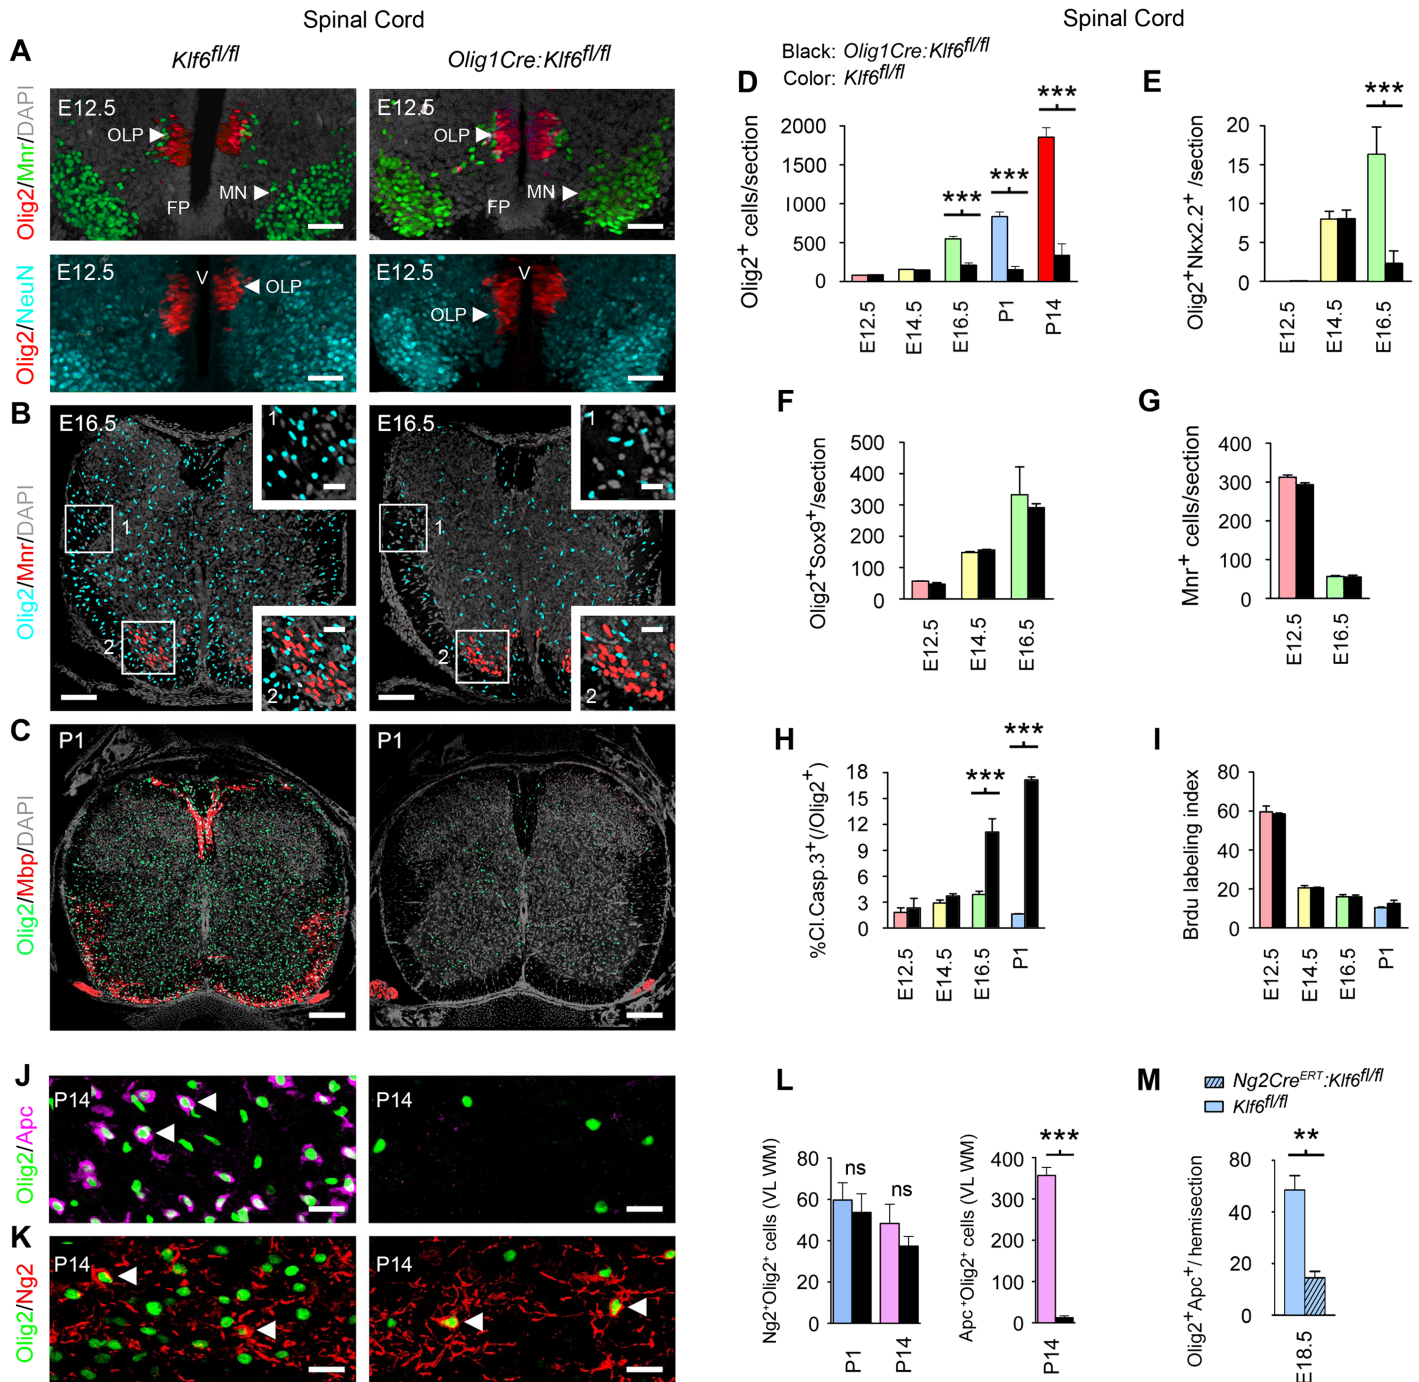 Spinal Cord
Klf6fl/fl
Olig1Cre:Klf6fl/fl
A
Olig2/Mnr/DAPI
E12.5
OLP
MN
FP
E12.5
OLP
MN
FP
Olig2/NeuN
E12.5
V
OLP
E12.5
V
OLP
B
Olig2/Mnr/DAPI
E16.5
1
1
2
2
E16.5
1
1
2
2
C
Olig2/Mbp/DAPI
P1
P1
J
Olig2/Apc
P14
P14
K
Olig2/Ng2
P14
P14
Spinal Cord
Black: Olig1Cre:Klf6fl/fl
Color: Klf6fl/fl
D
Olig2+ cells/section
2000
1000
500
0
***
***
***
E12.5
E14.5
E16.5
P1
P14
E
Olig2+Nkx2.2+/section
20
15
10
5
0
***
E12.5
E14.5
E16.5
F
Olig2+Sox9+/section
500
400
300
200
100
0
E12.5
E14.5
E16.5
G
Mnr+ cells/section
400
300
200
100
0
E12.5
E16.5
H
%Cl.Casp.3+(/Olig2+)
18
15
12
9
6
3
0
***
***
E12.5
E14.5
E16.5
P1
I
Brdu labeling index
80
60
40
20
0
E12.5
E14.5
E16.5
P1
L
Ng2+Olig2+ cells (VL WM)
80
60
40
20
0
ns
ns
P1
P14
Apc+Olig2+ cells (VL WM)
400
300
200
100
0
***
P14
M
Ng2CreERT:Klf6fl/fl
Klf6fl/fl
Olig2+Apc+/ hemisection
80
40
20
0
**
E18.5